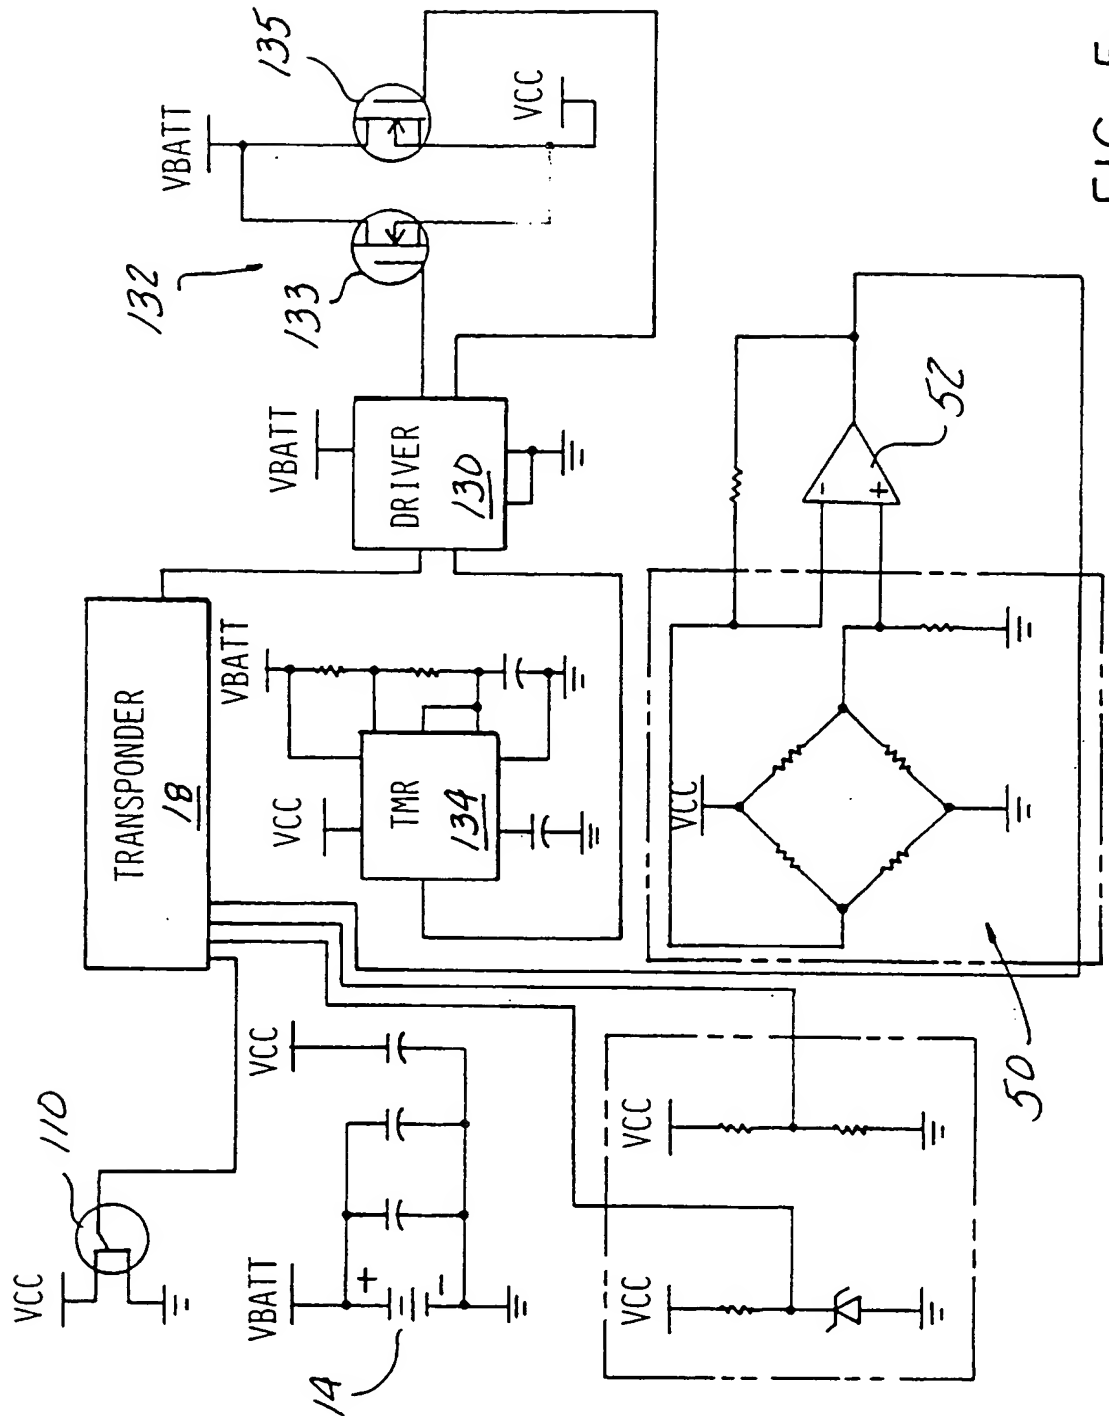 VBATT
135
VCC
132
133
VBATT
DRIVER
130
TRANSPONDER
18
VBATT
VCC
TMR
134
-
+
52
VCC
50
VCC
110
VCC
VBATT
+
-
14
VCC
VCC
FIG